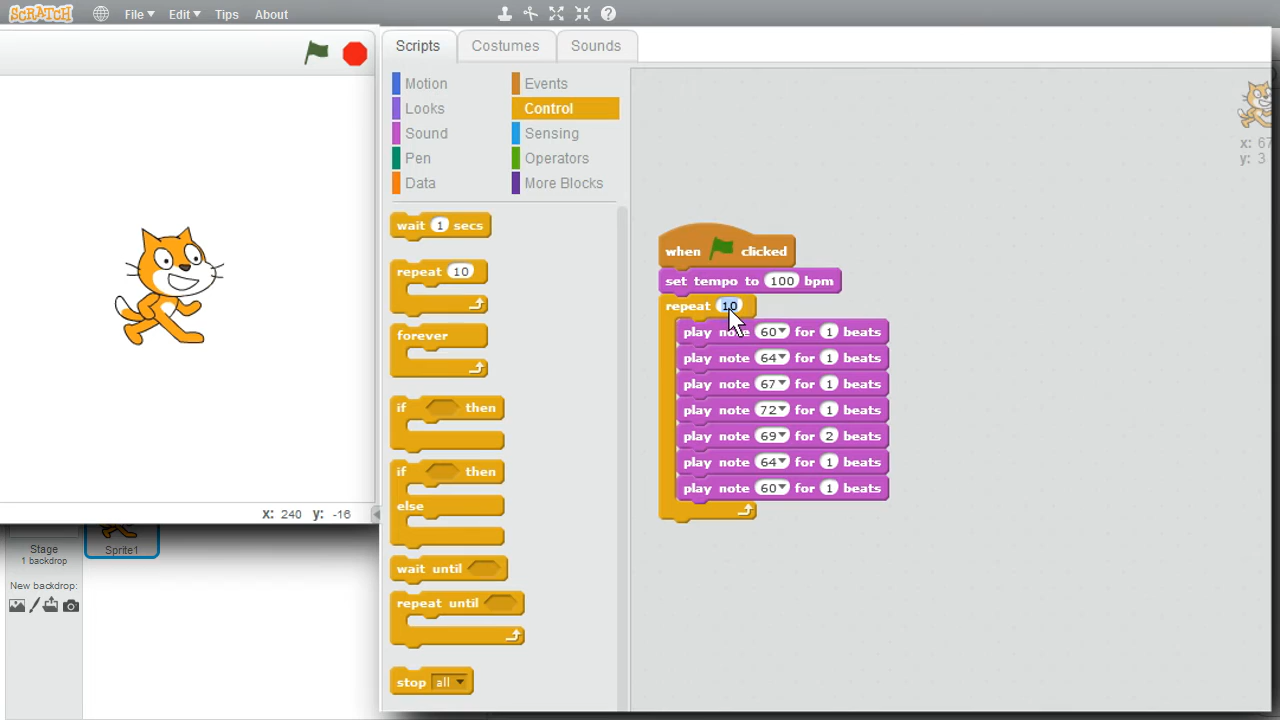 SCRATCH File Edit Tips About
Scripts Costumes Sounds
Motion Events
Looks Control
Sound Sensing
Pen Operators
Data More Blocks
wait 1 secs
repeat 10
forever
if then
if then
else
wait until
repeat until
stop all
x: 67
y: 3
when clicked
set tempo to 100 bpm
repeat 10
play note 60 for 1 beats
play note 64 for 1 beats
play note 67 for 1 beats
play note 72 for 1 beats
play note 69 for 2 beats
play note 64 for 1 beats
play note 60 for 1 beats
x: 240 y: -16
Stage
1 backdrop
Sprite1
New backdrop: